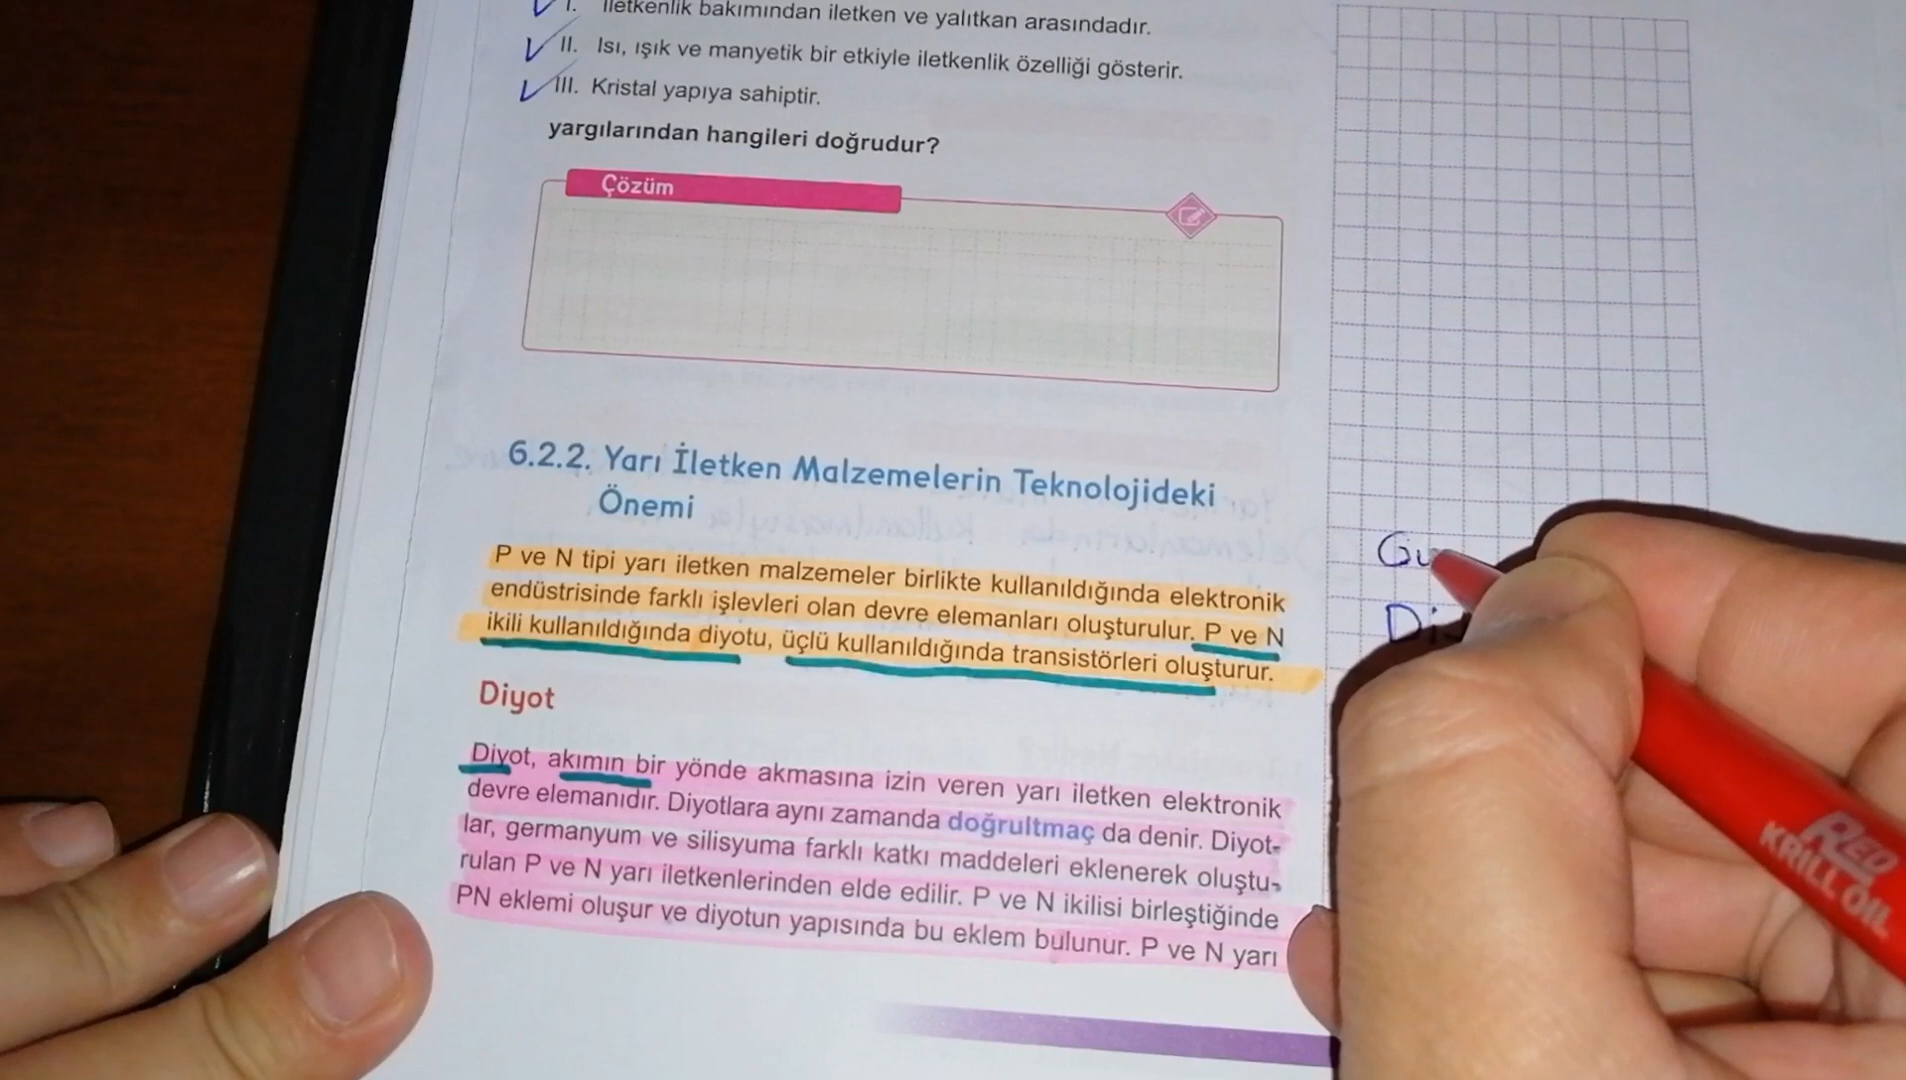 I. İletkenlik bakımından iletken ve yalıtkan arasındadır.
II. Isı, ışık ve manyetik bir etkiyle iletkenlik özelliği gösterir.
III. Kristal yapıya sahiptir.
yargılarından hangileri doğrudur?
Çözüm
6.2.2. Yarı İletken Malzemelerin Teknolojideki
Önemi
P ve N tipi yarı iletken malzemeler birlikte kullanıldığında elektronik
endüstrisinde farklı işlevleri olan devre elemanları oluşturulur. P ve N
ikili kullanıldığında diyotu, üçlü kullanıldığında transistörleri oluşturur.
Diyot
Diyot, akımın bir yönde akmasına izin veren yarı iletken elektronik
devre elemanıdır. Diyotlara aynı zamanda doğrultmaç da denir. Diyot-
lar, germanyum ve silisyuma farklı katkı maddeleri eklenerek oluştu-
rulan P ve N yarı iletkenlerinden elde edilir. P ve N ikilisi birleştiğinde
PN eklemi oluşur ve diyotun yapısında bu eklem bulunur. P ve N yarı
Gu
Di
RED
KRILL OIL